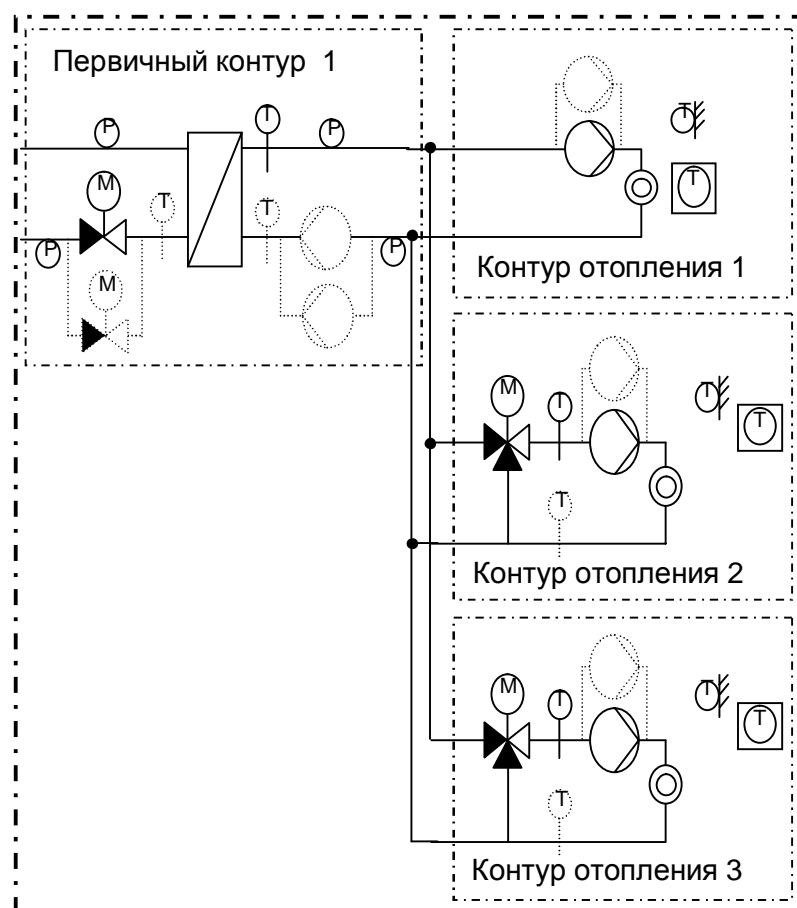 Первичный контур 1
P
T
P
M
T
T
P
P
M
T
T
Контур отопления 1
M
T
T
T
T
Контур отопления 2
M
T
T
T
T
Контур отопления 3